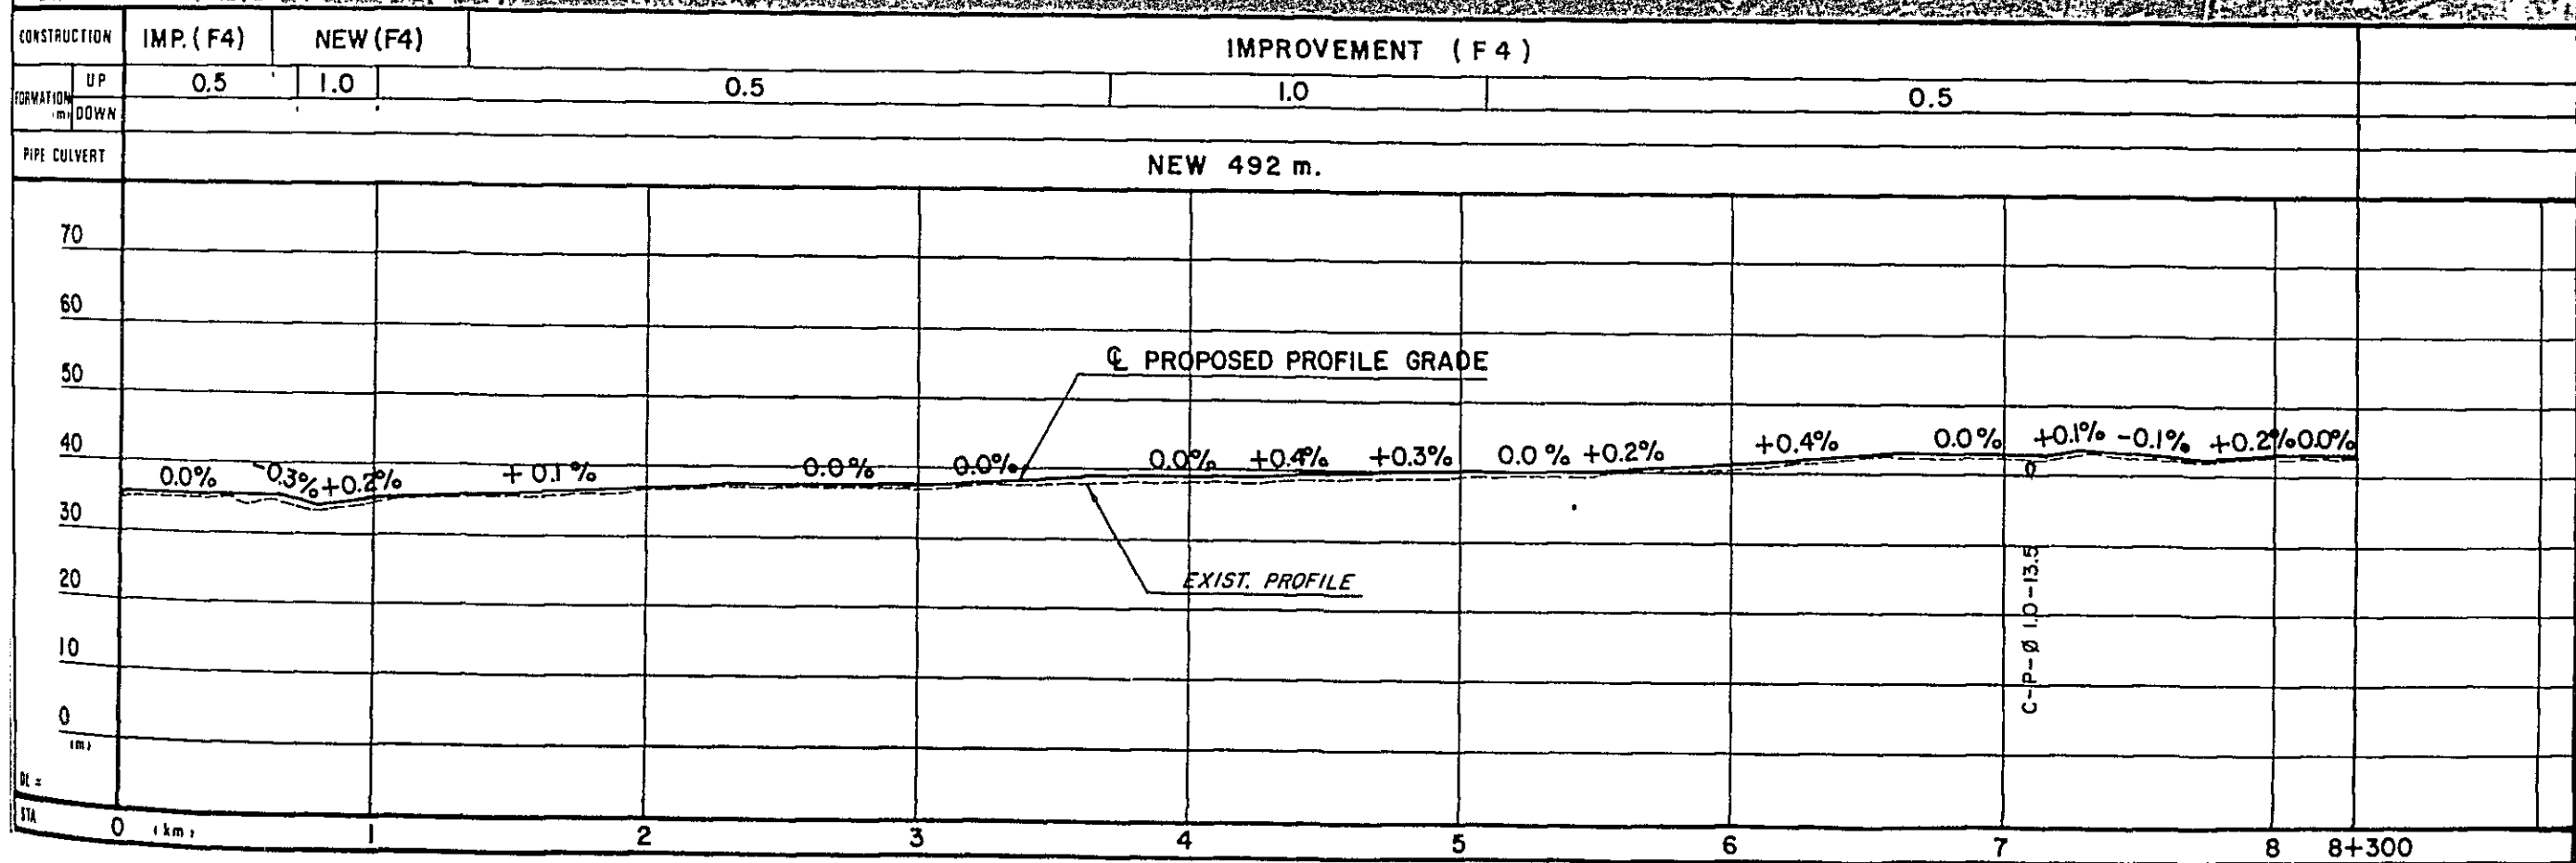 CONSTRUCTION IMP. (F4) NEW (F4) IMPROVEMENT (F4)
FORMATION (m) UP 0.5 1.0 0.5 1.0 0.5
DOWN
PIPE CULVERT NEW 492 m.
70
60
50
40
30
20
10
0
(m)
℄ PROPOSED PROFILE GRADE
0.0% -0.3% +0.2% +0.1% 0.0% 0.0% 0.0% +0.4% +0.3% 0.0% +0.2% +0.4% 0.0% +0.1% -0.1% +0.2% 0.0%
EXIST. PROFILE
C-P-Ø 1.0-13.5
DL =
STA 0 (km) 1 2 3 4 5 6 7 8 8+300